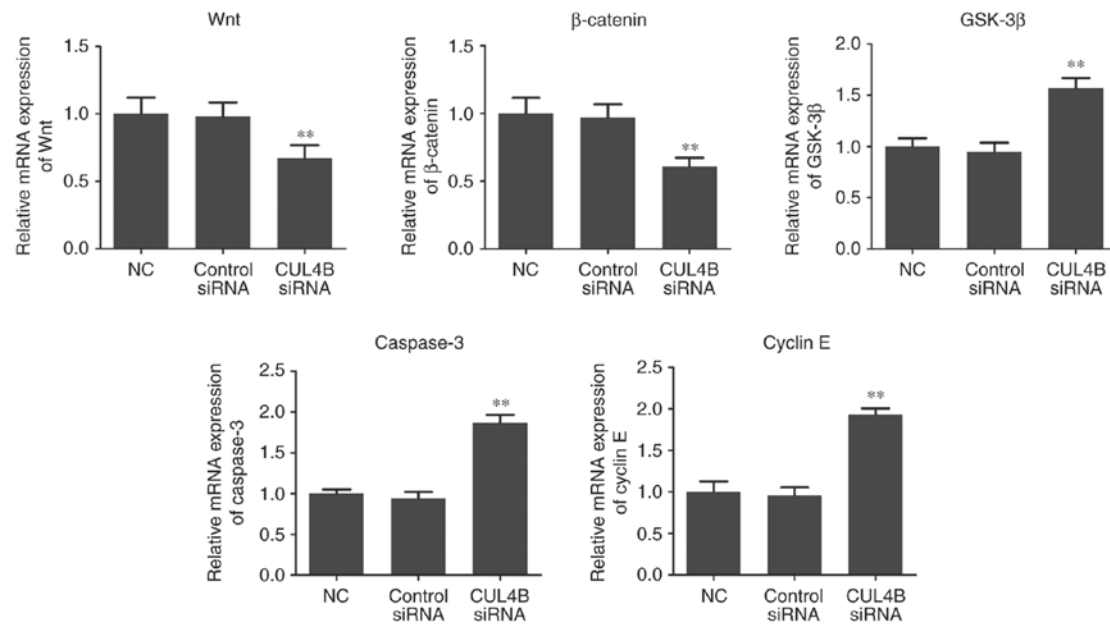 Wnt
Relative mRNA expression
of Wnt
1.5
1.0
0.5
0.0
**
NC
Control
siRNA
CUL4B
siRNA
β-catenin
Relative mRNA expression
of β-catenin
1.5
1.0
0.5
0.0
**
NC
Control
siRNA
CUL4B
siRNA
GSK-3β
Relative mRNA expression
of GSK-3β
2.0
1.5
1.0
0.5
0.0
**
NC
Control
siRNA
CUL4B
siRNA
Caspase-3
Relative mRNA expression
of caspase-3
2.5
2.0
1.5
1.0
0.5
0.0
**
NC
Control
siRNA
CUL4B
siRNA
Cyclin E
Relative mRNA expression
of cyclin E
2.5
2.0
1.5
1.0
0.5
0.0
**
NC
Control
siRNA
CUL4B
siRNA